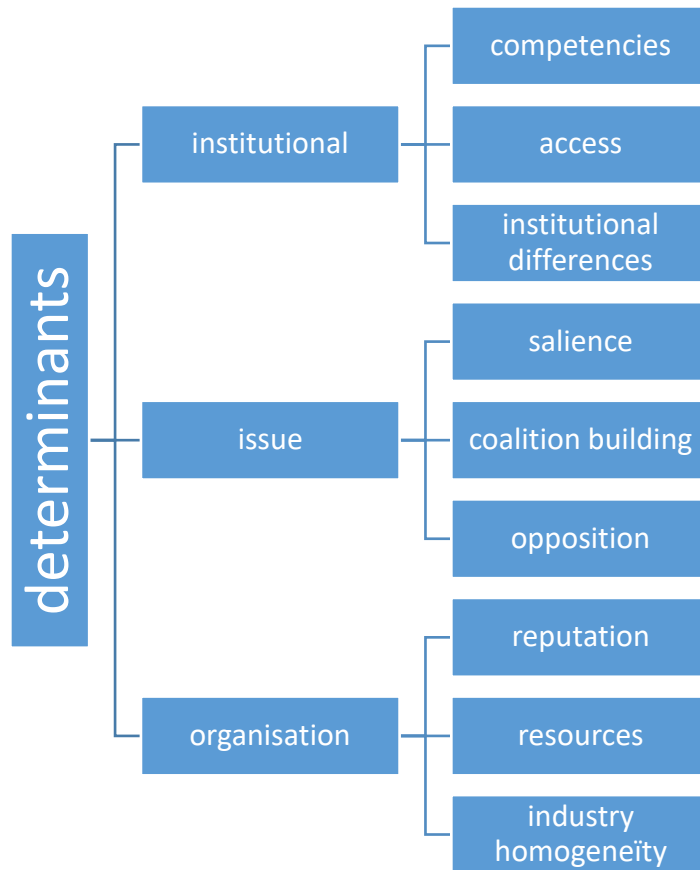 determinants
institutional
competencies
access
institutional
differences
issue
salience
coalition building
opposition
organisation
reputation
resources
industry
homogeneïty